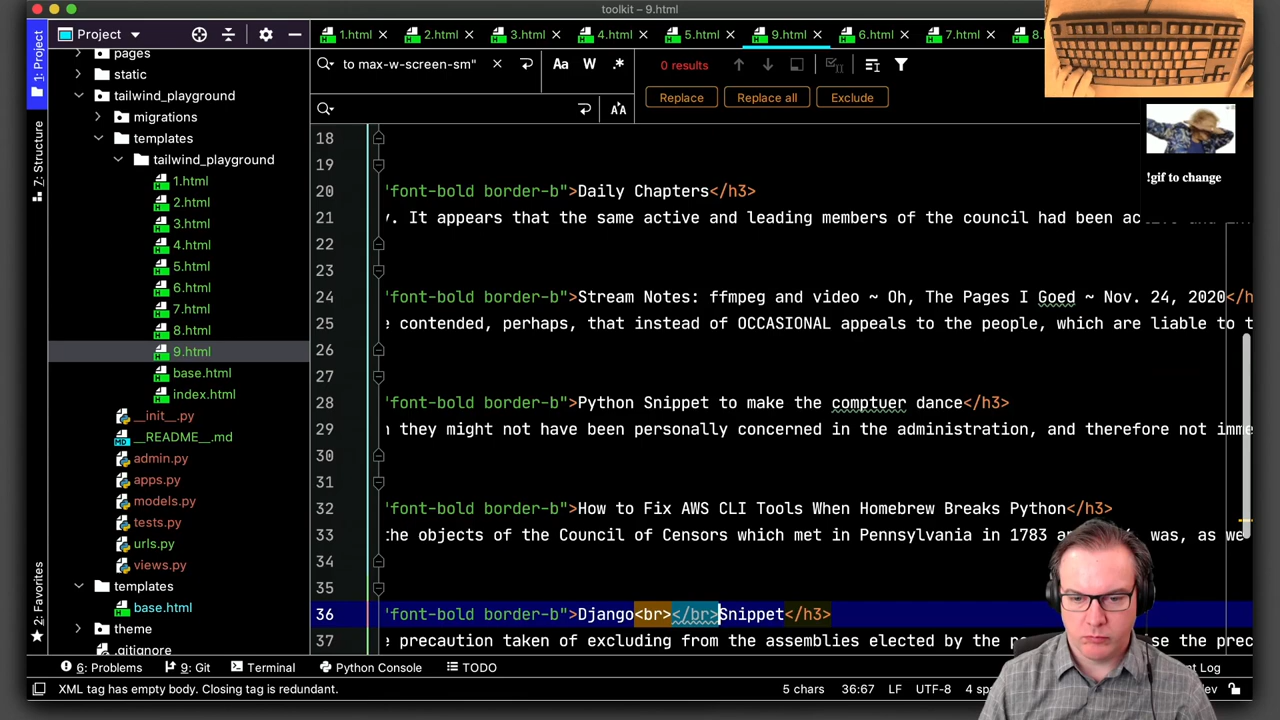 toolkit – 9.html
Project
1.html
2.html
3.html
4.html
5.html
9.html
6.html
7.html
8.h
1: Project
7: Structure
2: Favorites
pages
static
tailwind_playground
migrations
templates
tailwind_playground
1.html
2.html
3.html
4.html
5.html
6.html
7.html
8.html
9.html
base.html
index.html
__init__.py
__README__.md
admin.py
apps.py
models.py
tests.py
urls.py
views.py
templates
base.html
theme
.gitignore
to max-w-screen-sm"
Aa W .*
0 results
Replace
Replace all
Exclude
!gif to change
18
19
20 "font-bold border-b">Daily Chapters</h3>
21 y. It appears that the same active and leading members of the council had been
22
23
24 "font-bold border-b">Stream Notes: ffmpeg and video ~ Oh, The Pages I Goed ~ Nov. 24, 2020</h
25 e contended, perhaps, that instead of OCCASIONAL appeals to the people, which are liable to t
26
27
28 "font-bold border-b">Python Snippet to make the comptuer dance</h3>
29 n they might not have been personally concerned in the administration, and therefore not imme
30
31
32 "font-bold border-b">How to Fix AWS CLI Tools When Homebrew Breaks Python</h3>
33 the objects of the Council of Censors which met in Pennsylvania in 1783 was, as we
34
35
36 "font-bold border-b">Django<br></br>Snippet</h3>
37 e precaution taken of excluding from the assemblies elected by the the prec
6: Problems
9: Git
Terminal
Python Console
TODO
t Log
XML tag has empty body. Closing tag is redundant.
5 chars
36:67
LF
UTF-8
4 sp